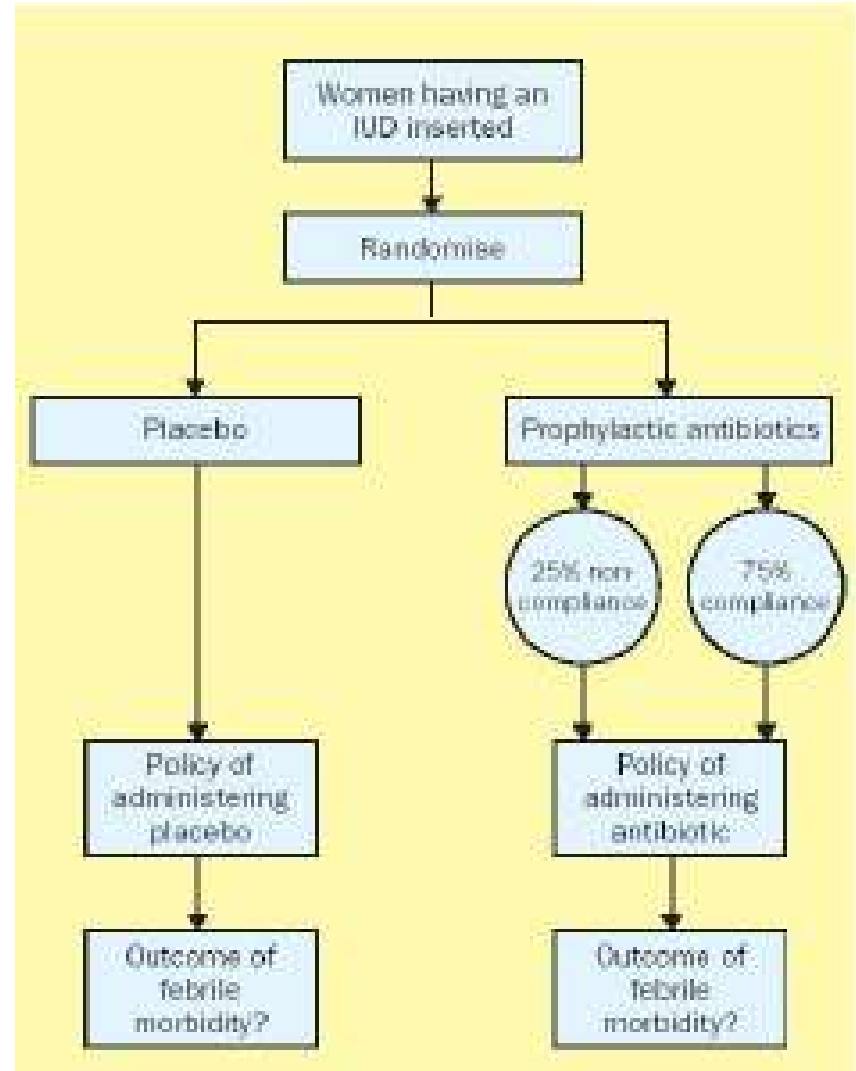 Women having an
IUD inserted
Randomise
Placebo
Prophylactic antibiotics
25% non-
compliance
75%
compliance
Policy of
administering
placebo
Policy of
administering
antibiotic
Outcome of
febrile
morbidity?
Outcome of
febrile
morbidity?